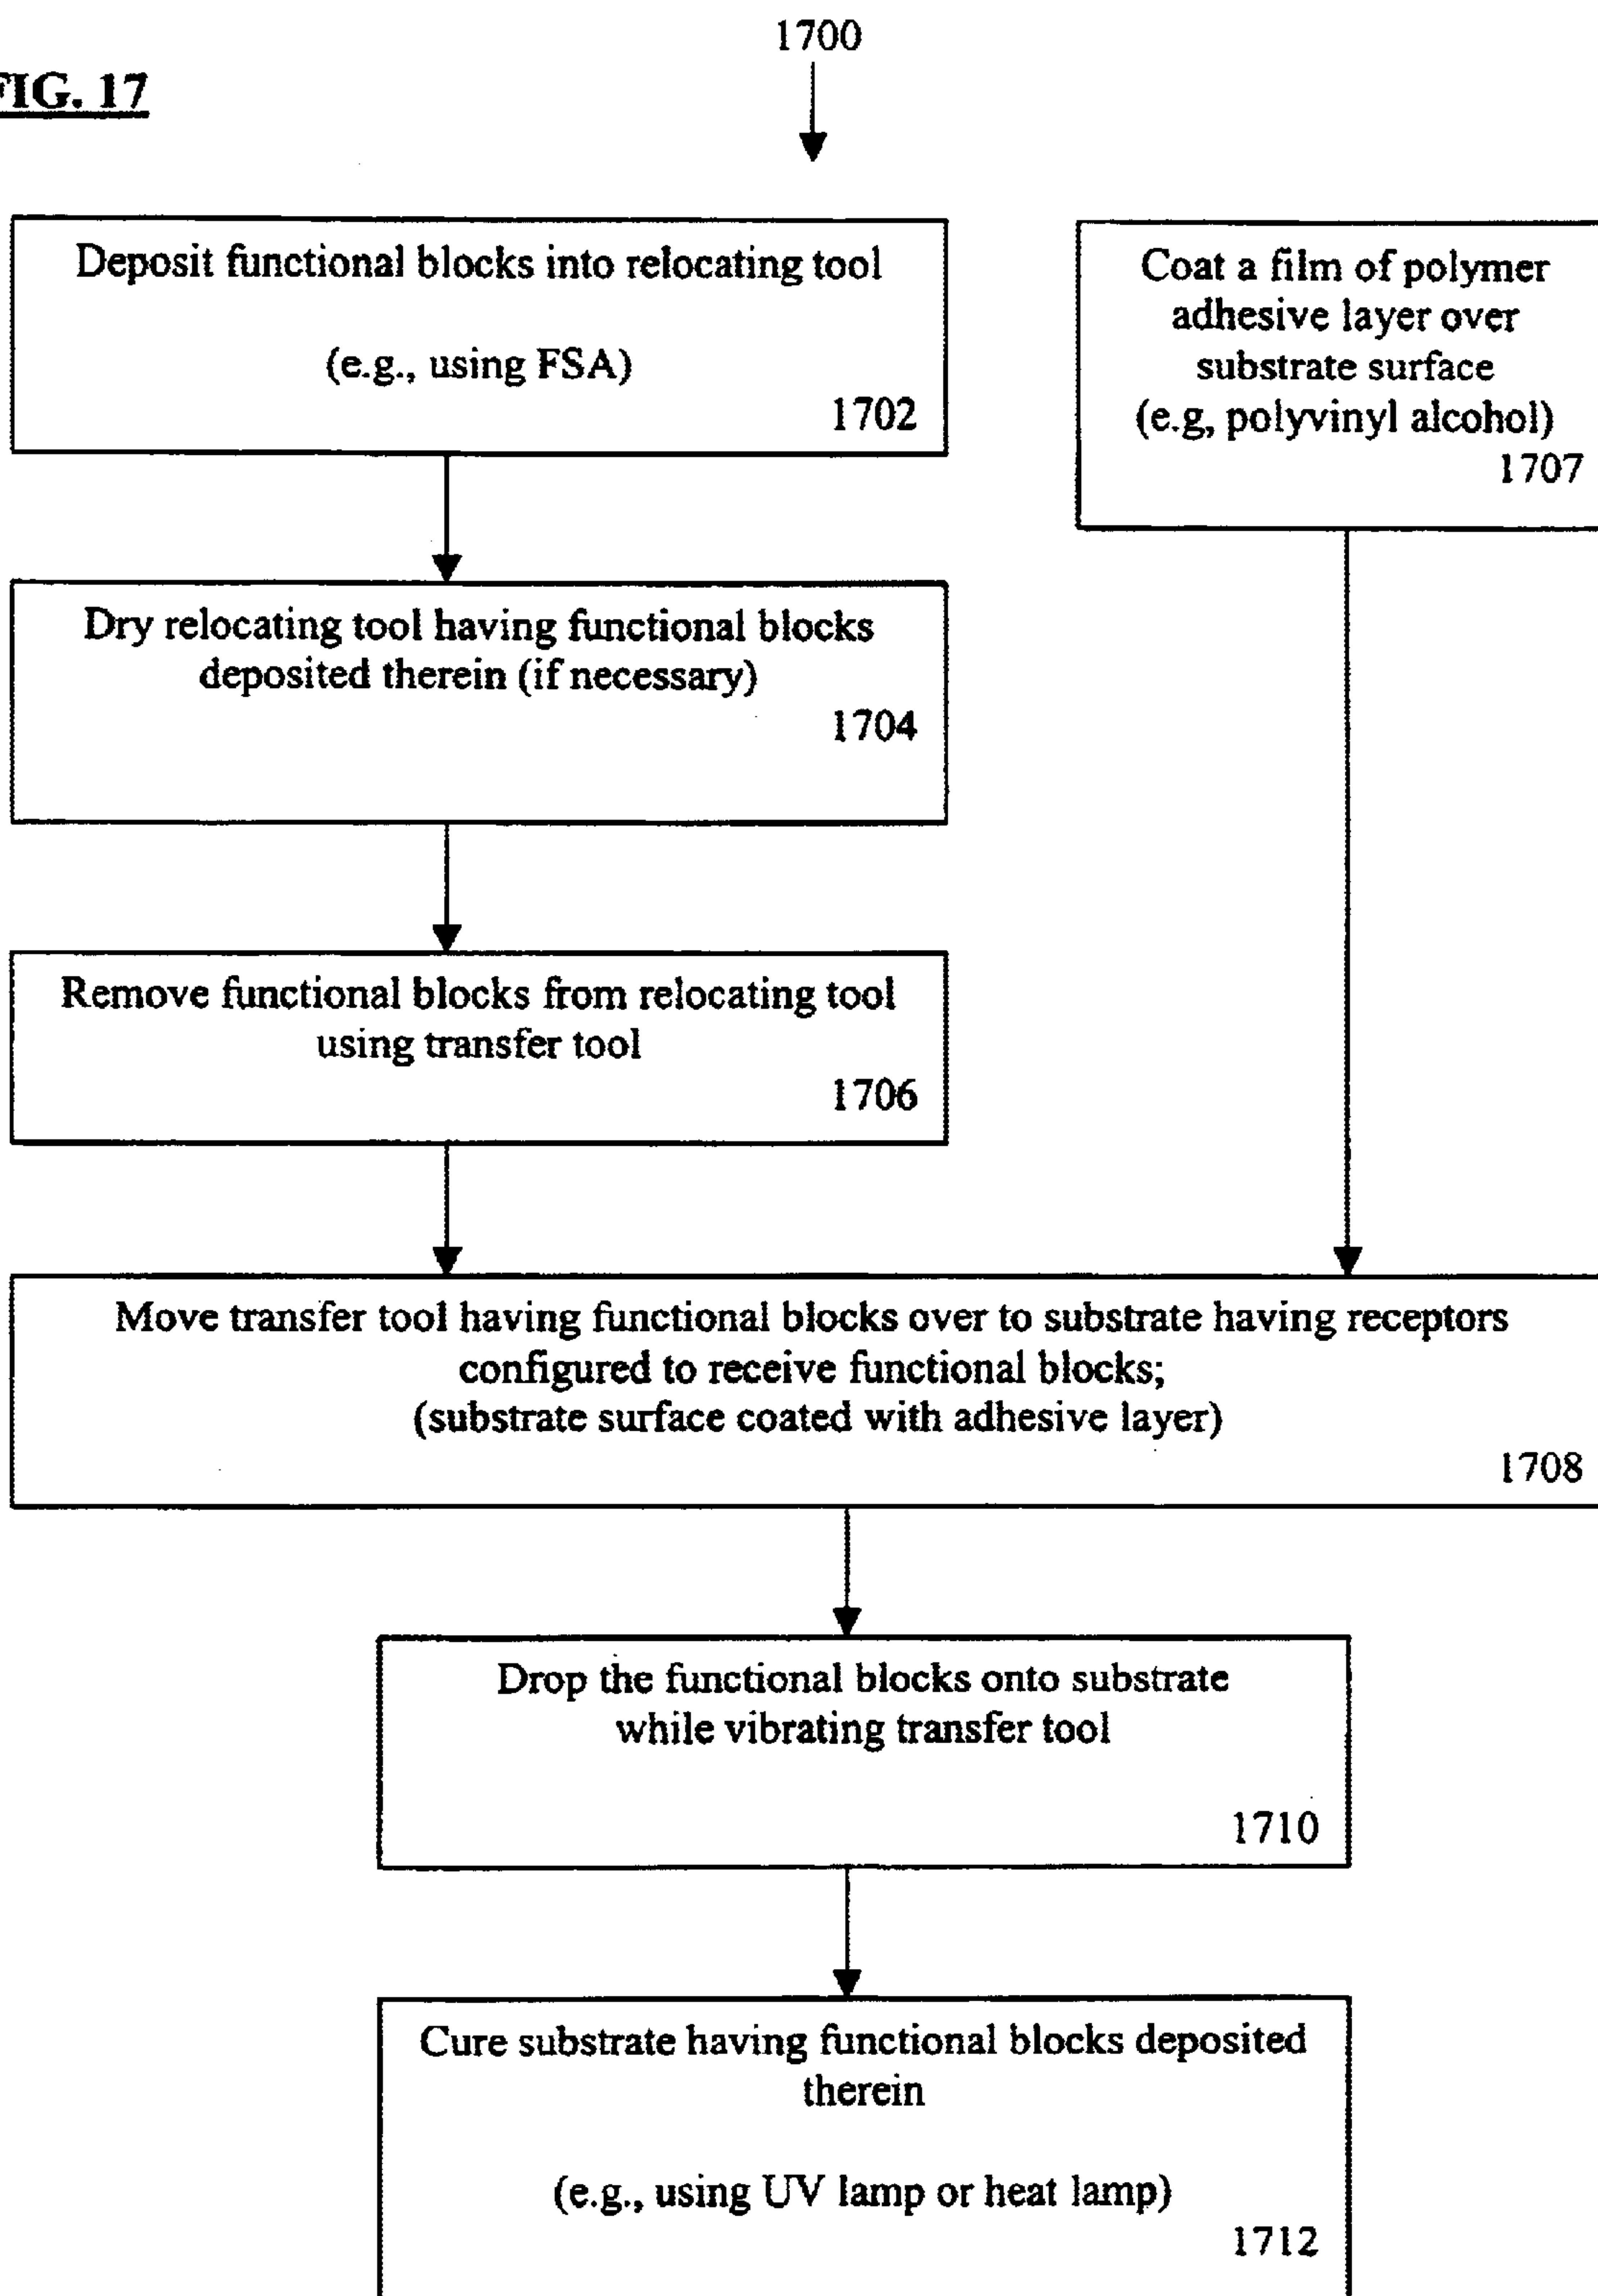 1700
FIG. 17
Deposit functional blocks into relocating tool
(e.g., using FSA)
1702
Coat a film of polymer
adhesive layer over
substrate surface
(e.g, polyvinyl alcohol)
1707
Dry relocating tool having functional blocks
deposited therein (if necessary)
1704
Remove functional blocks from relocating tool
using transfer tool
1706
Move transfer tool having functional blocks over to substrate having receptors
configured to receive functional blocks;
(substrate surface coated with adhesive layer)
1708
Drop the functional blocks onto substrate
while vibrating transfer tool
1710
Cure substrate having functional blocks deposited
therein
(e.g., using UV lamp or heat lamp)
1712